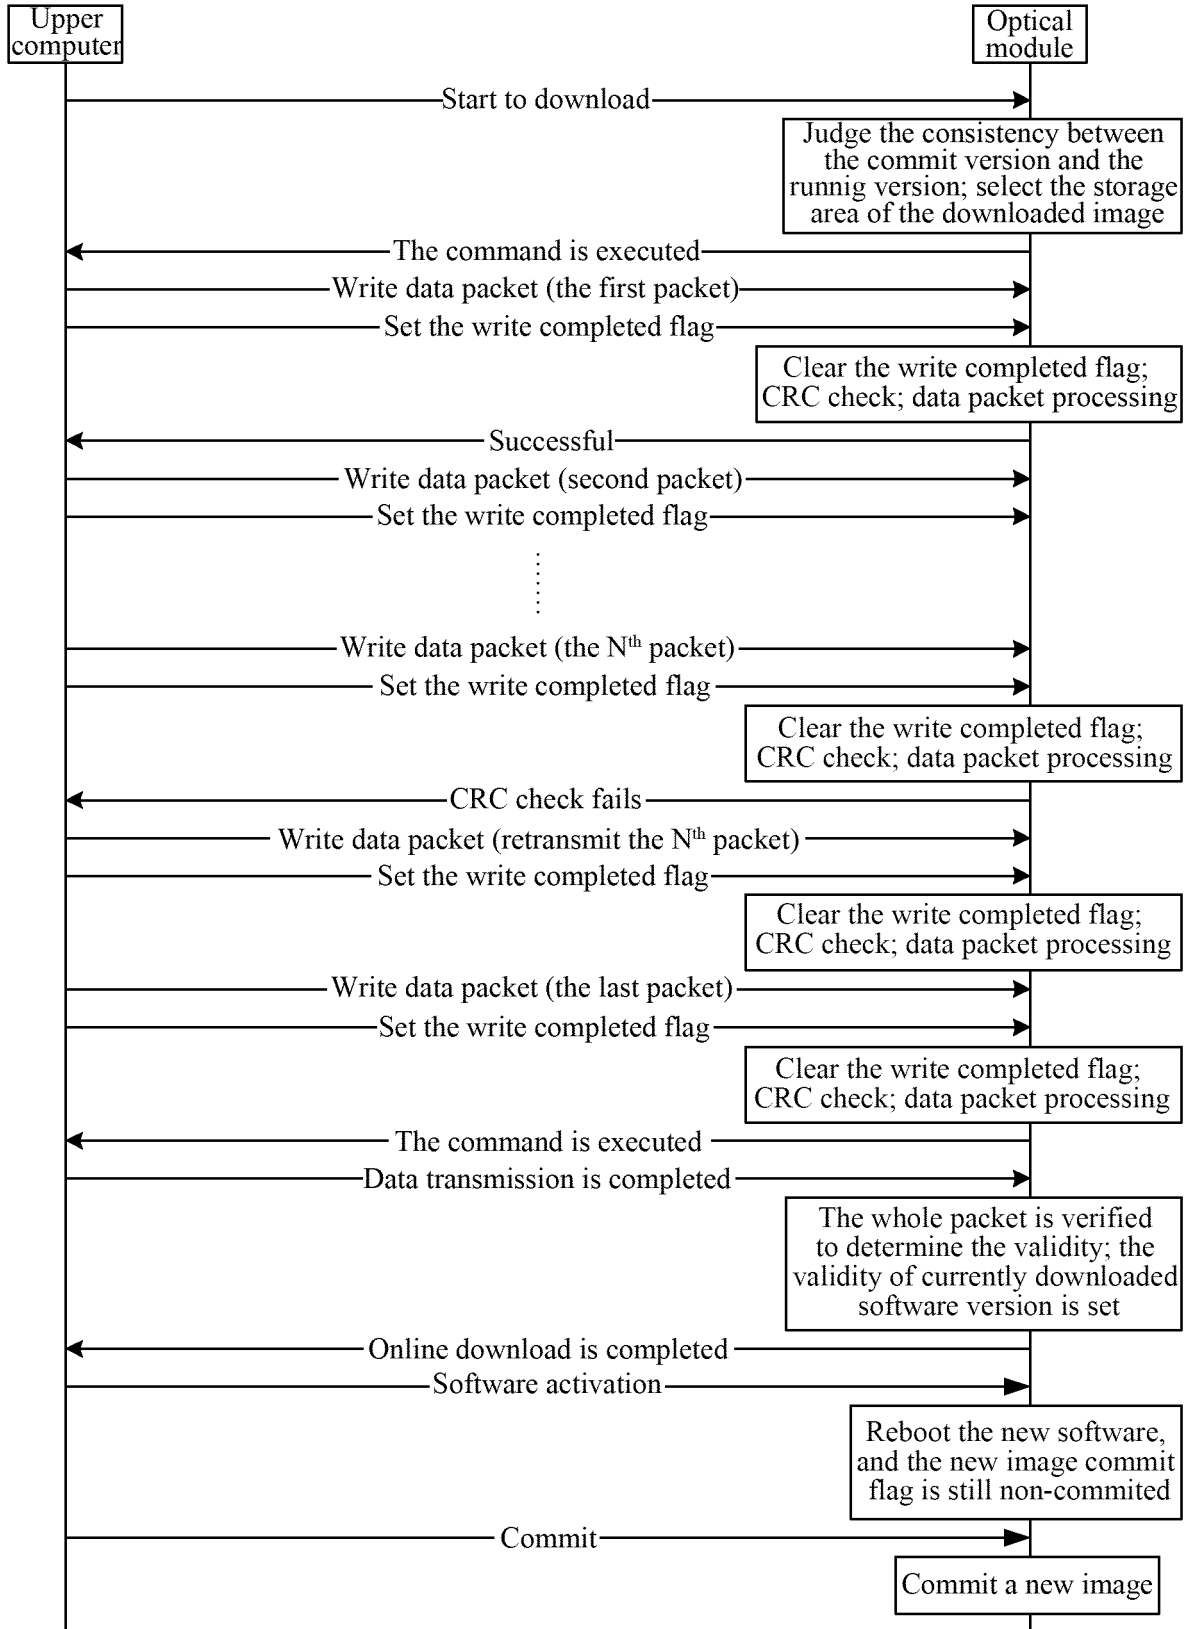 Upper
computer
Optical
module
Start to download
Judge the consistency between
the commit version and the
runnig version; select the storage
area of the downloaded image
The command is executed
Write data packet (the first packet)
Set the write completed flag
Clear the write completed flag;
CRC check; data packet processing
Successful
Write data packet (second packet)
Set the write completed flag
Write data packet (the Nth packet)
Set the write completed flag
Clear the write completed flag;
CRC check; data packet processing
CRC check fails
Write data packet (retransmit the Nth packet)
Set the write completed flag
Clear the write completed flag;
CRC check; data packet processing
Write data packet (the last packet)
Set the write completed flag
Clear the write completed flag;
CRC check; data packet processing
The command is executed
Data transmission is completed
The whole packet is verified
to determine the validity; the
validity of currently downloaded
software version is set
Online download is completed
Software activation
Reboot the new software,
and the new image commit
flag is still non-commited
Commit
Commit a new image